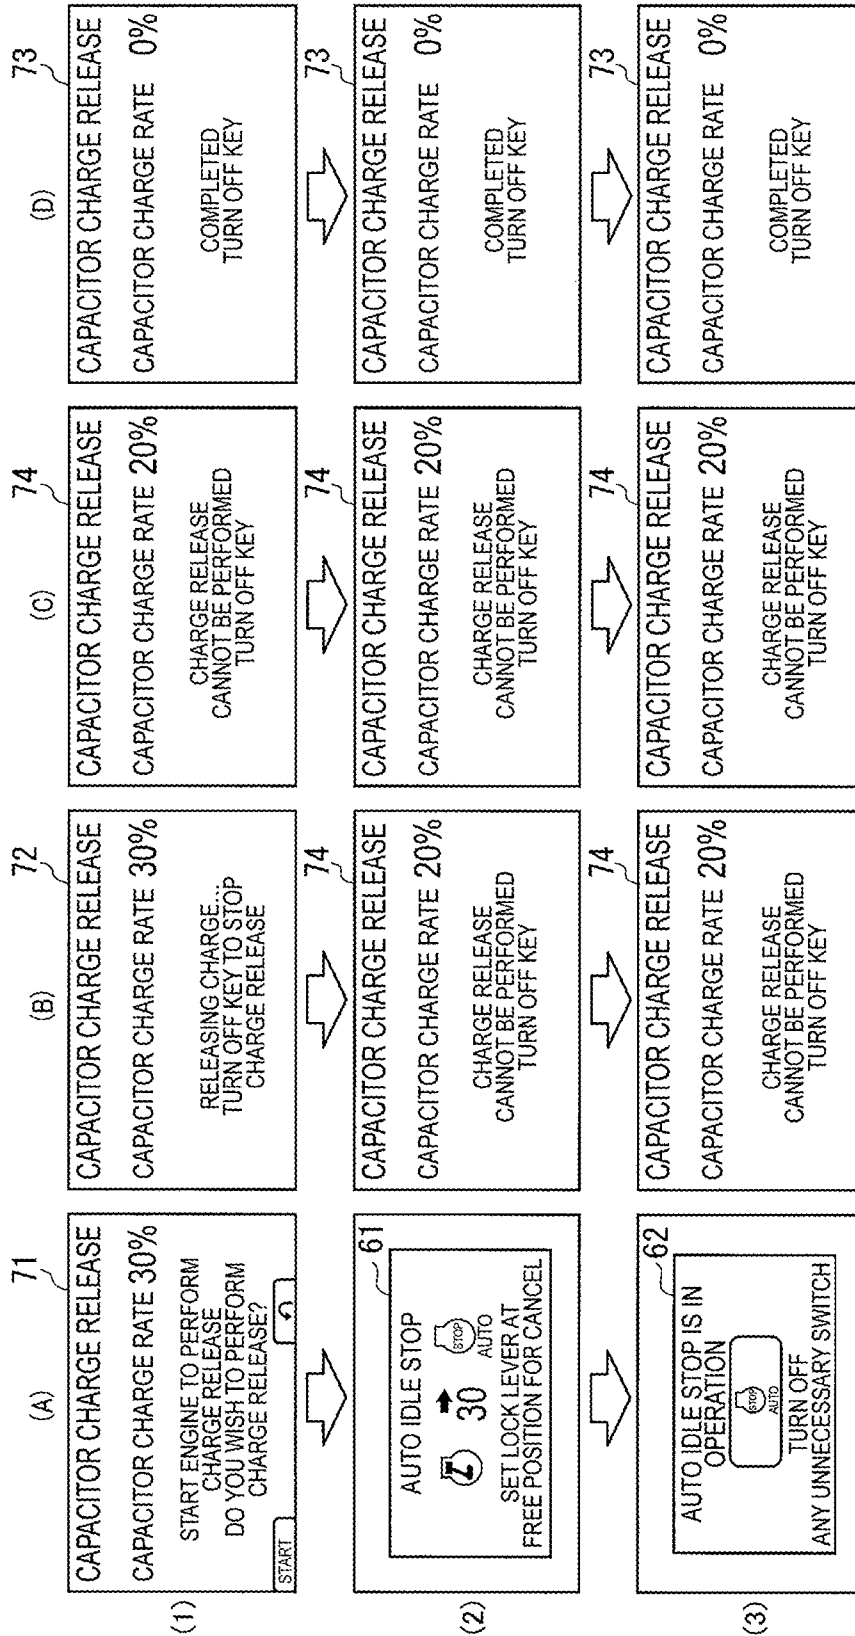 (A)
(B)
(C)
(D)
(1)
71
CAPACITOR CHARGE RELEASE
CAPACITOR CHARGE RATE 30%
START ENGINE TO PERFORM
CHARGE RELEASE
DO YOU WISH TO PERFORM
CHARGE RELEASE?
START
72
CAPACITOR CHARGE RELEASE
CAPACITOR CHARGE RATE 30%
RELEASING CHARGE...
TURN OFF KEY TO STOP
CHARGE RELEASE
74
CAPACITOR CHARGE RELEASE
CAPACITOR CHARGE RATE 20%
CHARGE RELEASE
CANNOT BE PERFORMED
TURN OFF KEY
73
CAPACITOR CHARGE RELEASE
CAPACITOR CHARGE RATE 0%
COMPLETED
TURN OFF KEY
(2)
61
AUTO IDLE STOP
30
STOP
AUTO
SET LOCK LEVER AT
FREE POSITION FOR CANCEL
74
CAPACITOR CHARGE RELEASE
CAPACITOR CHARGE RATE 20%
CHARGE RELEASE
CANNOT BE PERFORMED
TURN OFF KEY
74
CAPACITOR CHARGE RELEASE
CAPACITOR CHARGE RATE 20%
CHARGE RELEASE
CANNOT BE PERFORMED
TURN OFF KEY
73
CAPACITOR CHARGE RELEASE
CAPACITOR CHARGE RATE 0%
COMPLETED
TURN OFF KEY
(3)
62
AUTO IDLE STOP IS IN
OPERATION
STOP
AUTO
TURN OFF
ANY UNNECESSARY SWITCH
74
CAPACITOR CHARGE RELEASE
CAPACITOR CHARGE RATE 20%
CHARGE RELEASE
CANNOT BE PERFORMED
TURN OFF KEY
74
CAPACITOR CHARGE RELEASE
CAPACITOR CHARGE RATE 20%
CHARGE RELEASE
CANNOT BE PERFORMED
TURN OFF KEY
73
CAPACITOR CHARGE RELEASE
CAPACITOR CHARGE RATE 0%
COMPLETED
TURN OFF KEY